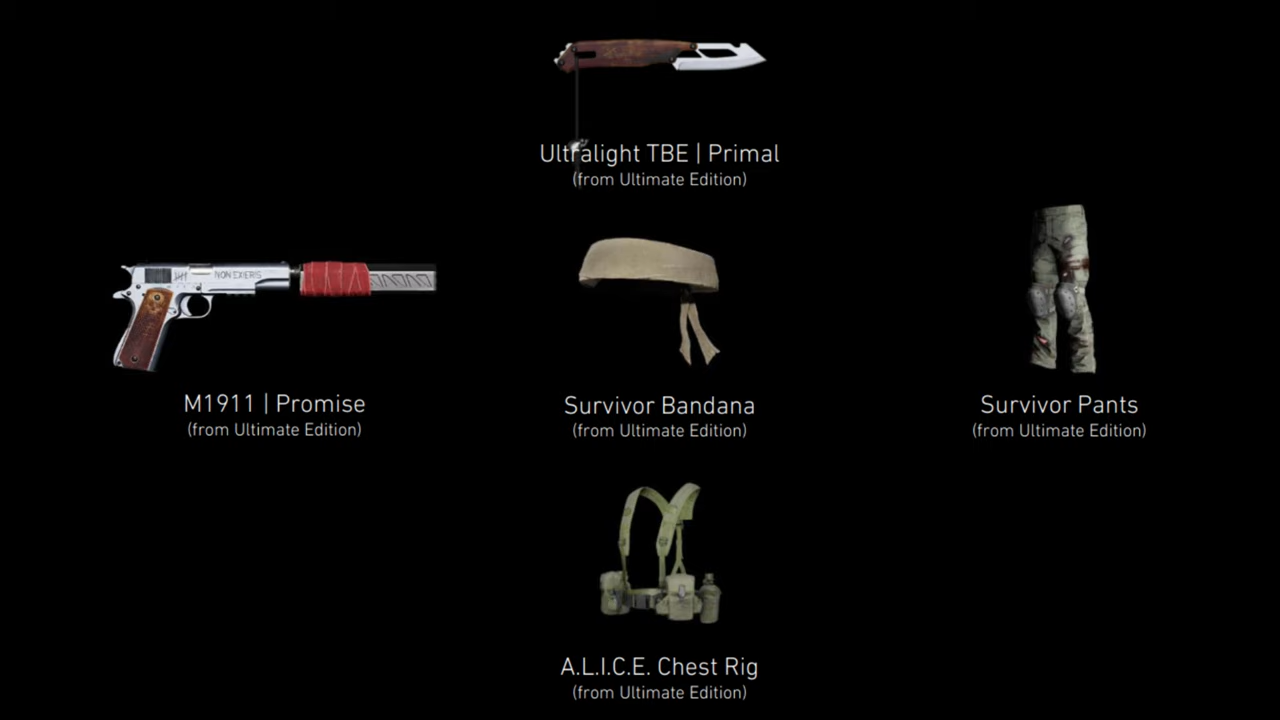 Ultralight TBE | Primal
(from Ultimate Edition)
M1911 | Promise
(from Ultimate Edition)
Survivor Bandana
(from Ultimate Edition)
Survivor Pants
(from Ultimate Edition)
A.L.I.C.E. Chest Rig
(from Ultimate Edition)